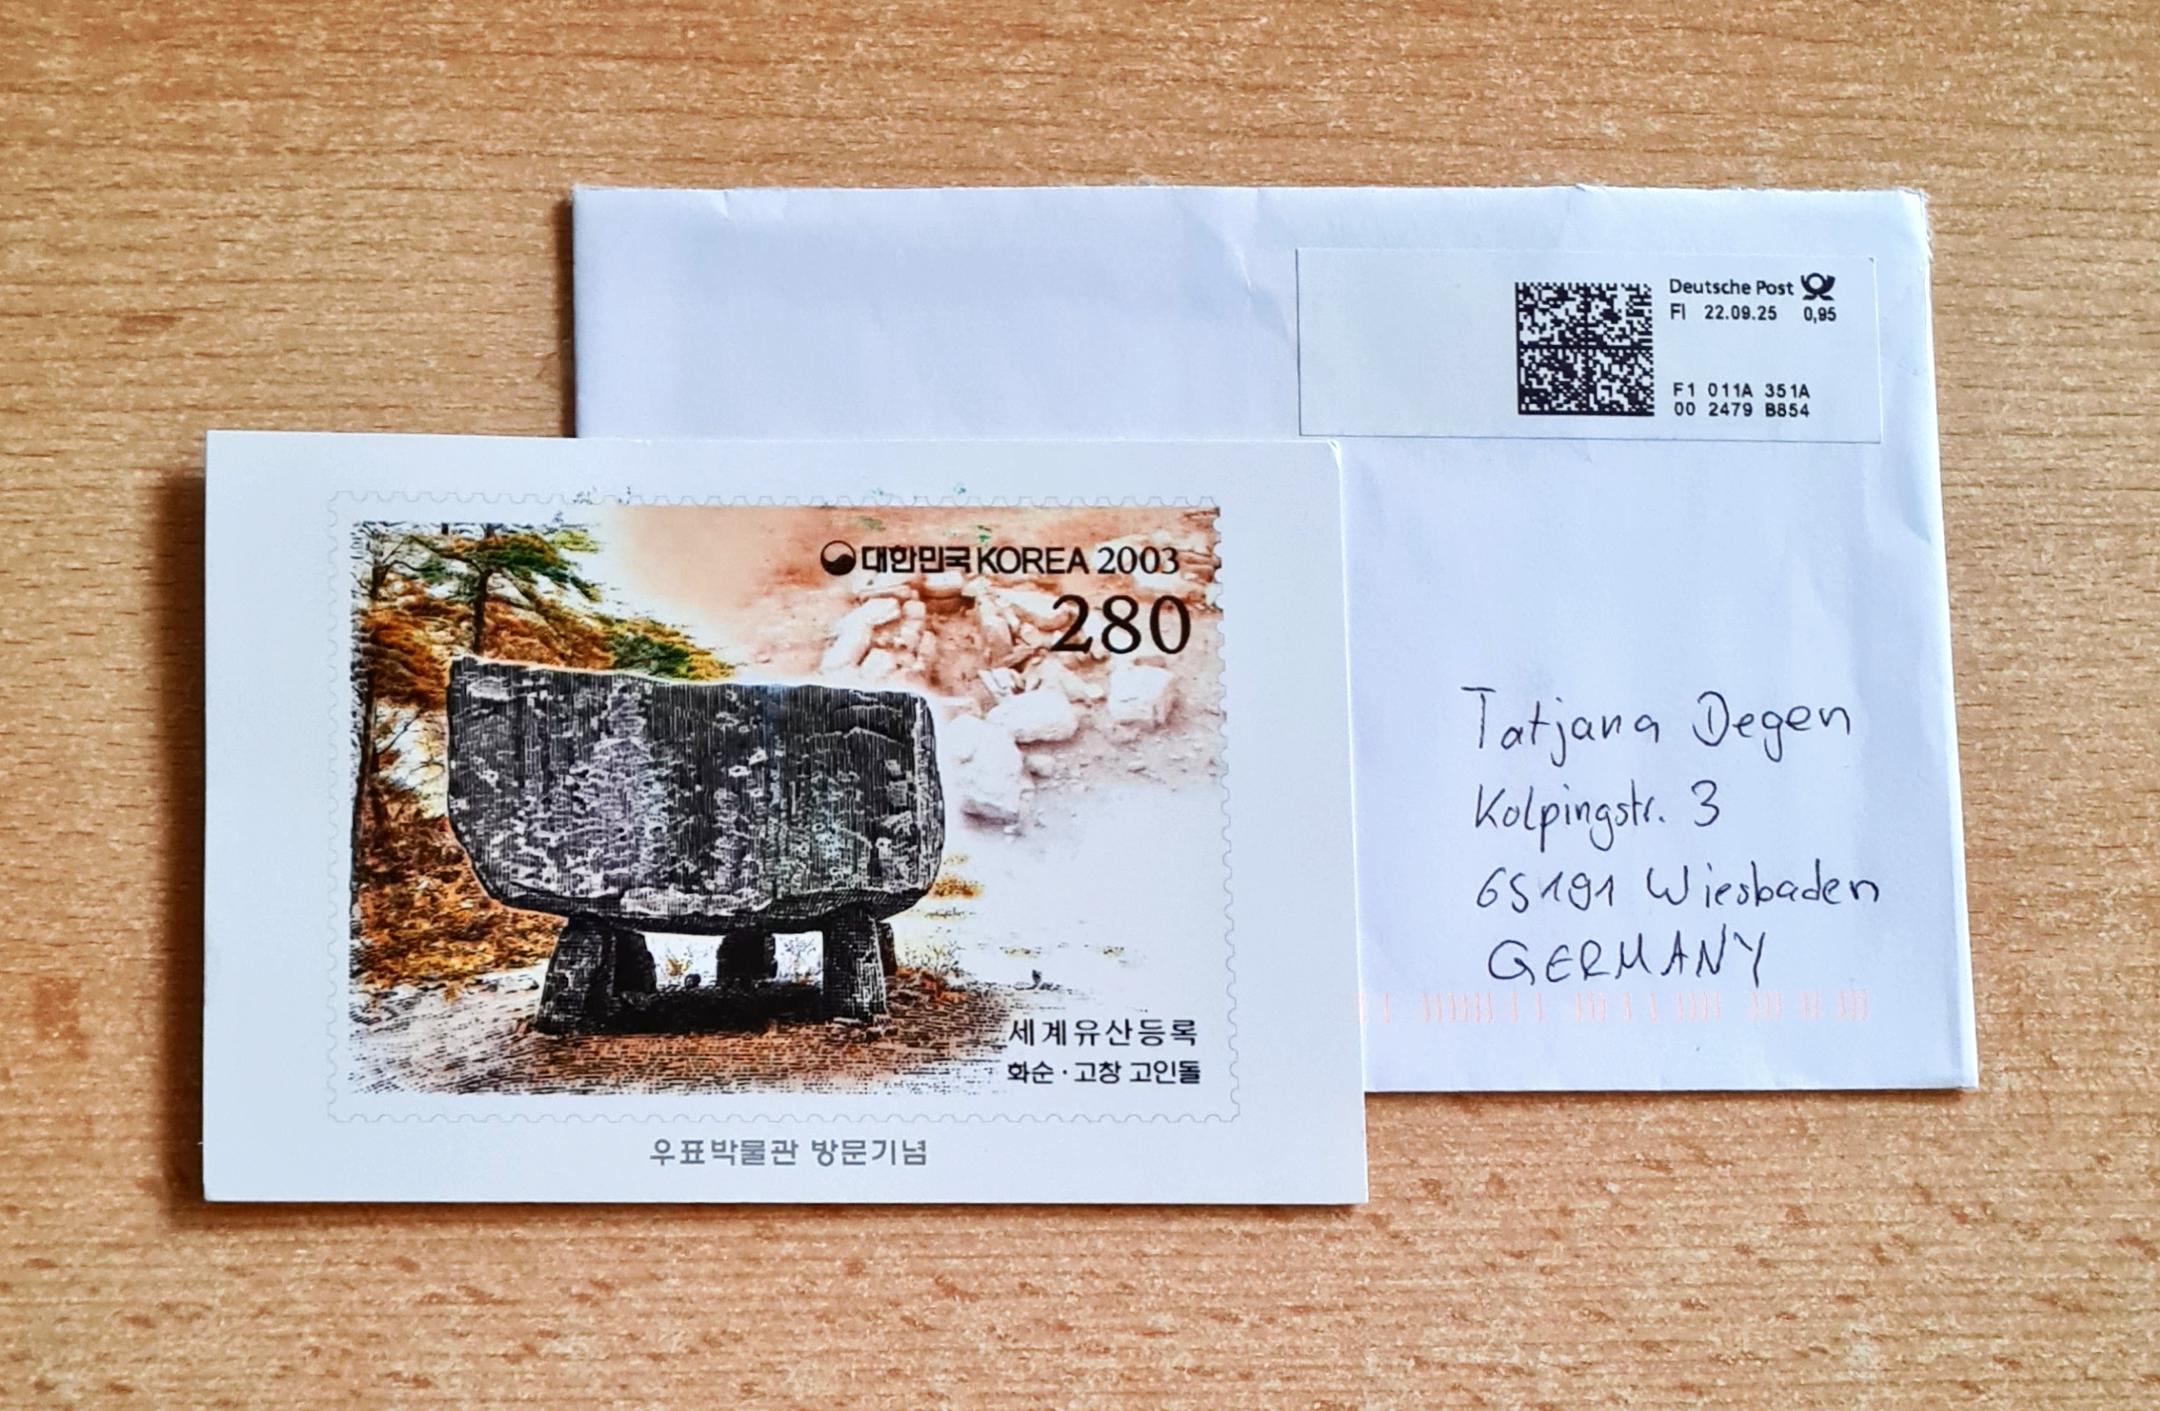 Deutsche Post
FI 22.09.25 0,95
F1 011A 351A
00 2479 B854
대한민국 KOREA 2003
280
세계유산등록
화순·고창 고인돌
우표박물관 방문기념
Tatjana Degen
Kolpingstr. 3
65191 Wiesbaden
GERMANY